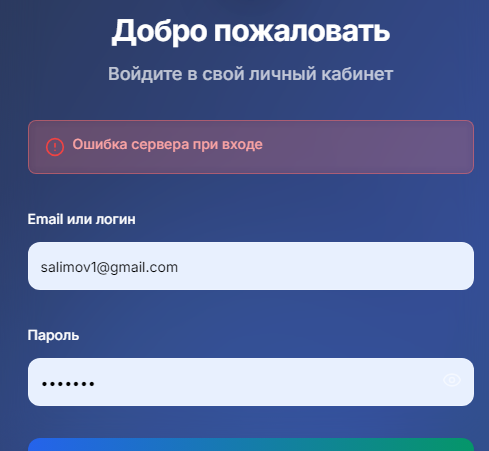 Добро пожаловать
Войдите в свой личный кабинет
Ошибка сервера при входе
Email или логин
salimov1@gmail.com
Пароль
•••••••